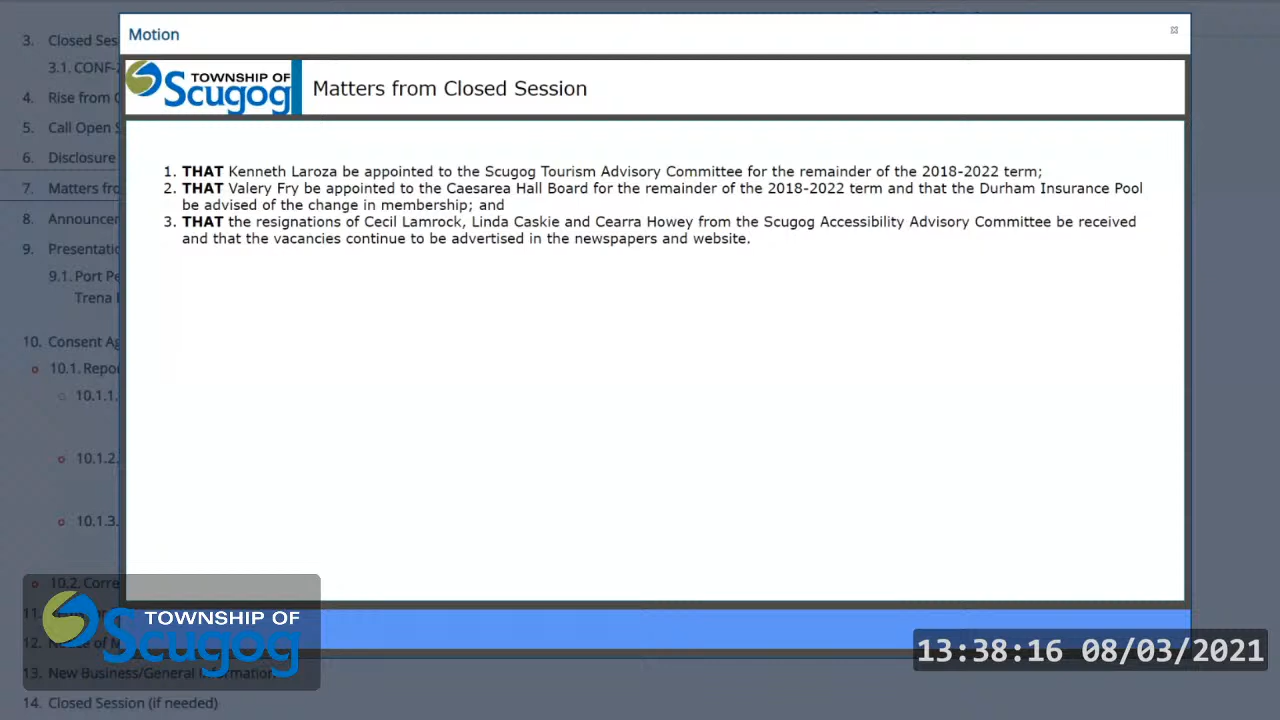 Motion
3. Closed Ses
3.1. CONF-2
4. Rise from C
5. Call Open S
6. Disclosure
7. Matters fro
8. Announcem
9. Presentatio
9.1. Port Pe
Trena
10. Consent Ag
10.1. Repo
10.1.1.
10.1.2.
10.1.3.
10.2. Corre
11.
12.
13. New Business/General Information
14. Closed Session (if needed)
TOWNSHIP OF
Scugog
Matters from Closed Session
1. THAT Kenneth Laroza be appointed to the Scugog Tourism Advisory Committee for the remainder of the 2018-2022 term;
2. THAT Valery Fry be appointed to the Caesarea Hall Board for the remainder of the 2018-2022 term and that the Durham Insurance Pool
be advised of the change in membership; and
3. THAT the resignations of Cecil Lamrock, Linda Caskie and Cearra Howey from the Scugog Accessibility Advisory Committee be received
and that the vacancies continue to be advertised in the newspapers and website.
TOWNSHIP OF
Scugog
13:38:16 08/03/2021